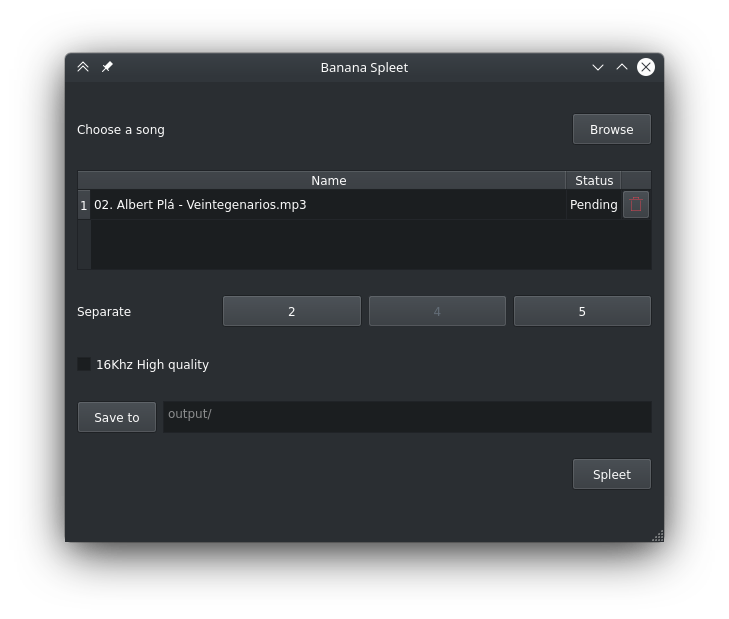 Banana Spleet
Choose a song Browse
Name Status
1 02. Albert Plá - Veintegenarios.mp3 Pending
Separate 2 4 5
16Khz High quality
Save to output/
Spleet